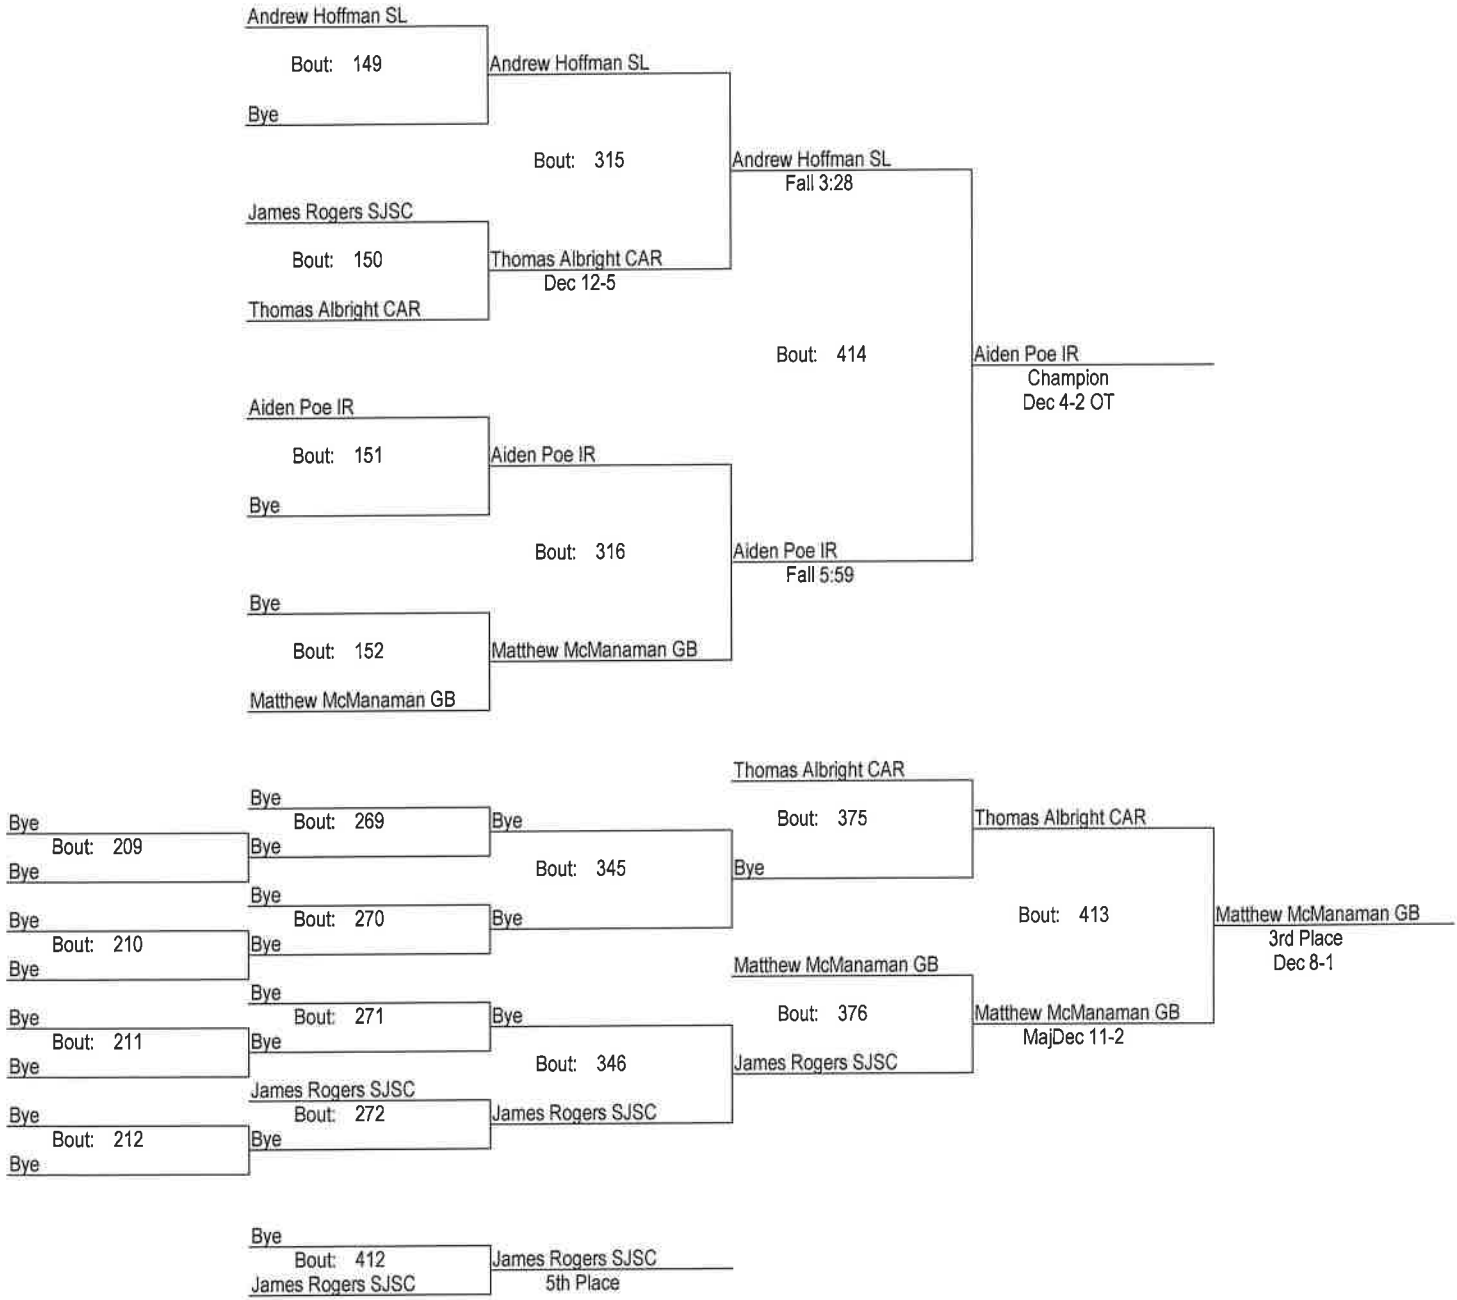 Andrew Hoffman SL
Bout: 149
Andrew Hoffman SL
Bye
Bout: 315
Andrew Hoffman SL
Fall 3:28
James Rogers SJSC
Bout: 150
Thomas Albright CAR
Dec 12-5
Thomas Albright CAR
Bout: 414
Aiden Poe IR
Champion
Dec 4-2 OT
Aiden Poe IR
Bout: 151
Aiden Poe IR
Bye
Bout: 316
Aiden Poe IR
Fall 5:59
Bye
Bout: 152
Matthew McManaman GB
Matthew McManaman GB
Thomas Albright CAR
Bye
Bout: 269
Bout: 375
Thomas Albright CAR
Bye
Bye
Bout: 209
Bye
Bye
Bout: 345
Bye
Bye
Bout: 270
Bye
Bout: 413
Matthew McManaman GB
3rd Place
Dec 8-1
Bye
Bout: 210
Bye
Bye
Matthew McManaman GB
Bye
Bout: 271
Bye
Bout: 376
Matthew McManaman GB
MajDec 11-2
Bye
Bout: 211
Bye
Bye
Bout: 346
James Rogers SJSC
James Rogers SJSC
Bout: 272
James Rogers SJSC
Bye
Bout: 212
Bye
Bye
Bye
Bout: 412
James Rogers SJSC
James Rogers SJSC
5th Place